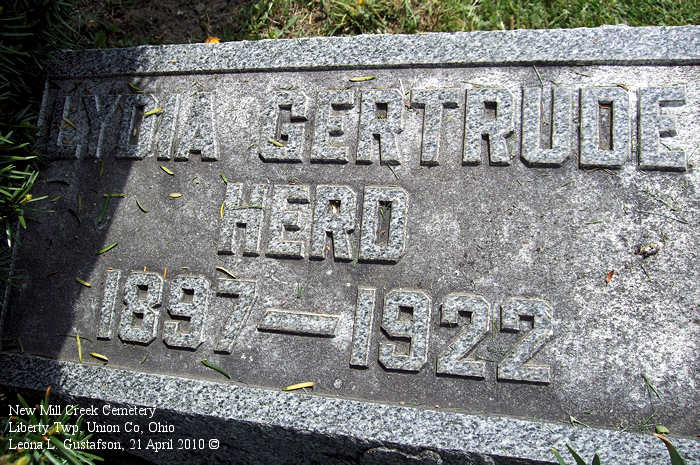 LYDIA GERTRUDE
HERD
1897 — 1922
New Mill Creek Cemetery
Liberty Twp, Union Co, Ohio
Leona L. Gustafson, 21 April 2010 ©